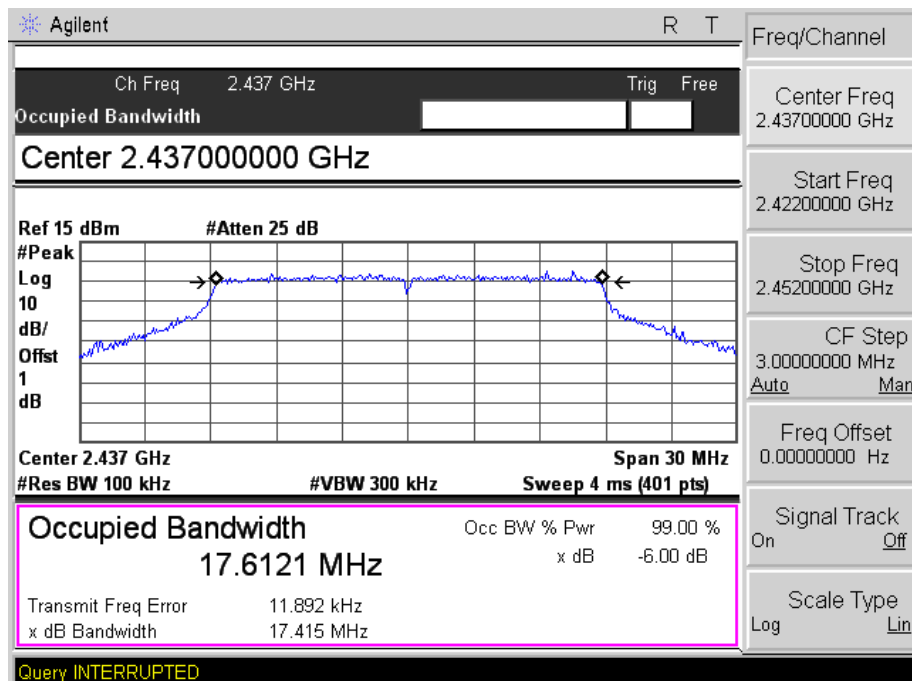 Agilent R T
Ch Freq 2.437 GHz Trig Free
Occupied Bandwidth
Center 2.437000000 GHz
Ref 15 dBm #Atten 25 dB
#Peak
Log
10
dB/
Offst
1
dB
Center 2.437 GHz Span 30 MHz
#Res BW 100 kHz #VBW 300 kHz Sweep 4 ms (401 pts)
Occupied Bandwidth Occ BW % Pwr 99.00 %
17.6121 MHz x dB -6.00 dB
Transmit Freq Error 11.892 kHz
x dB Bandwidth 17.415 MHz
Query INTERRUPTED
Freq/Channel
Center Freq
2.43700000 GHz
Start Freq
2.42200000 GHz
Stop Freq
2.45200000 GHz
CF Step
3.00000000 MHz
Auto Man
Freq Offset
0.00000000 Hz
Signal Track
On Off
Scale Type
Log Lin